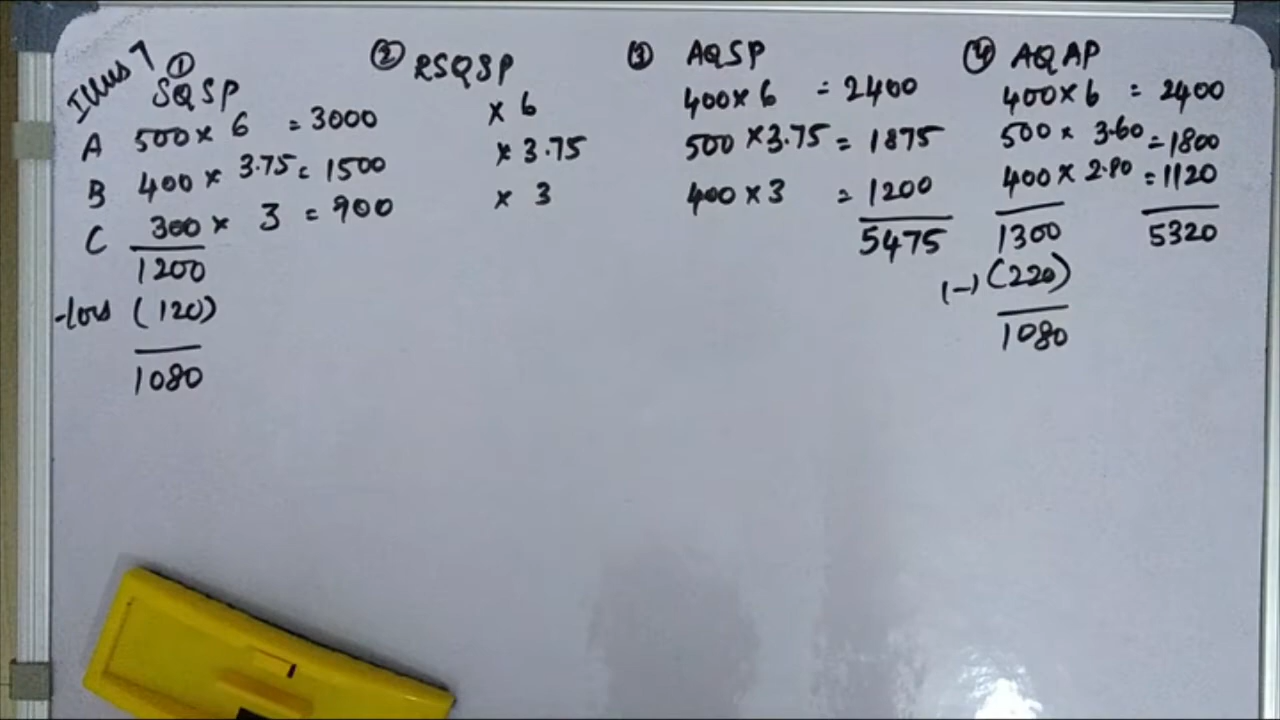 Illus 7
① SQSP
A 500 × 6 = 3000
B 400 × 3.75 = 1500
C 300 × 3 = 900
1200
-loss (120)
1080
② RSQSP
× 6
× 3.75
× 3
③ AQSP
400 × 6 = 2400
500 × 3.75 = 1875
400 × 3 = 1200
5475
④ AQAP
400 × 6 = 2400
500 × 3.60 = 1800
400 × 2.80 = 1120
1300 5320
(-) (220)
1080